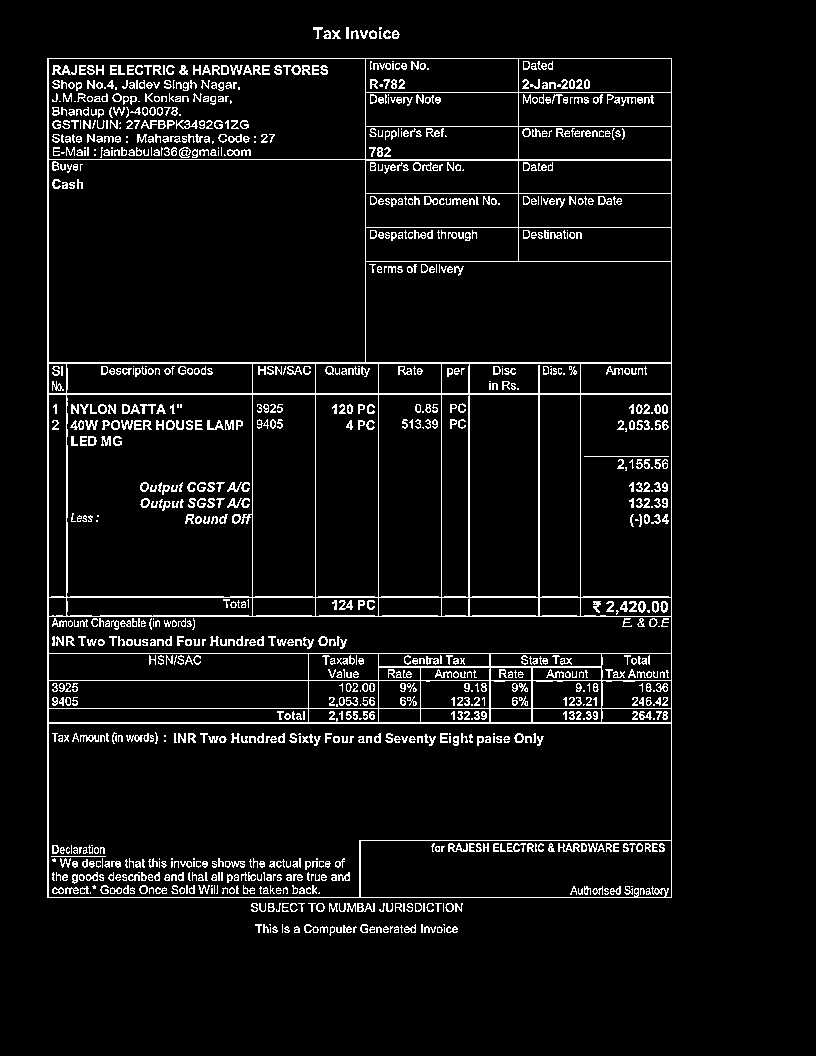 Tax Invoice
RAJESH ELECTRIC & HARDWARE STORES
Shop No.4, Jaidev Singh Nagar,
J.M.Road Opp. Konkan Nagar,
Bhandup (W)-400078.
GSTIN/UIN: 27AFBPK3492G1ZG
State Name : Maharashtra, Code : 27
E-Mail : jainbabulal36@gmail.com
Buyer
Cash
Invoice No. Dated
R-782 2-Jan-2020
Delivery Note Mode/Terms of Payment
Supplier's Ref. Other Reference(s)
782
Buyer's Order No. Dated
Despatch Document No. Delivery Note Date
Despatched through Destination
Terms of Delivery
Sl Description of Goods HSN/SAC Quantity Rate per Disc Disc. % Amount
No. in Rs.
1 NYLON DATTA 1" 3925 120 PC 0.85 PC 102.00
2 40W POWER HOUSE LAMP 9405 4 PC 513.39 PC 2,053.56
LED MG
2,155.56
Output CGST A/C 132.39
Output SGST A/C 132.39
Less : Round Off (-)0.34
Total 124 PC ₹ 2,420.00
Amount Chargeable (in words) E. & O.E
INR Two Thousand Four Hundred Twenty Only
HSN/SAC Taxable Central Tax State Tax Total
Value Rate Amount Rate Amount Tax Amount
3925 102.00 9% 9.18 9% 9.18 18.36
9405 2,053.56 6% 123.21 6% 123.21 246.42
Total 2,155.56 132.39 132.39 264.78
Tax Amount (in words) : INR Two Hundred Sixty Four and Seventy Eight paise Only
Declaration
* We declare that this invoice shows the actual price of
the goods described and that all particulars are true and
correct.* Goods Once Sold Will not be taken back.
for RAJESH ELECTRIC & HARDWARE STORES
Authorised Signatory
SUBJECT TO MUMBAI JURISDICTION
This is a Computer Generated Invoice